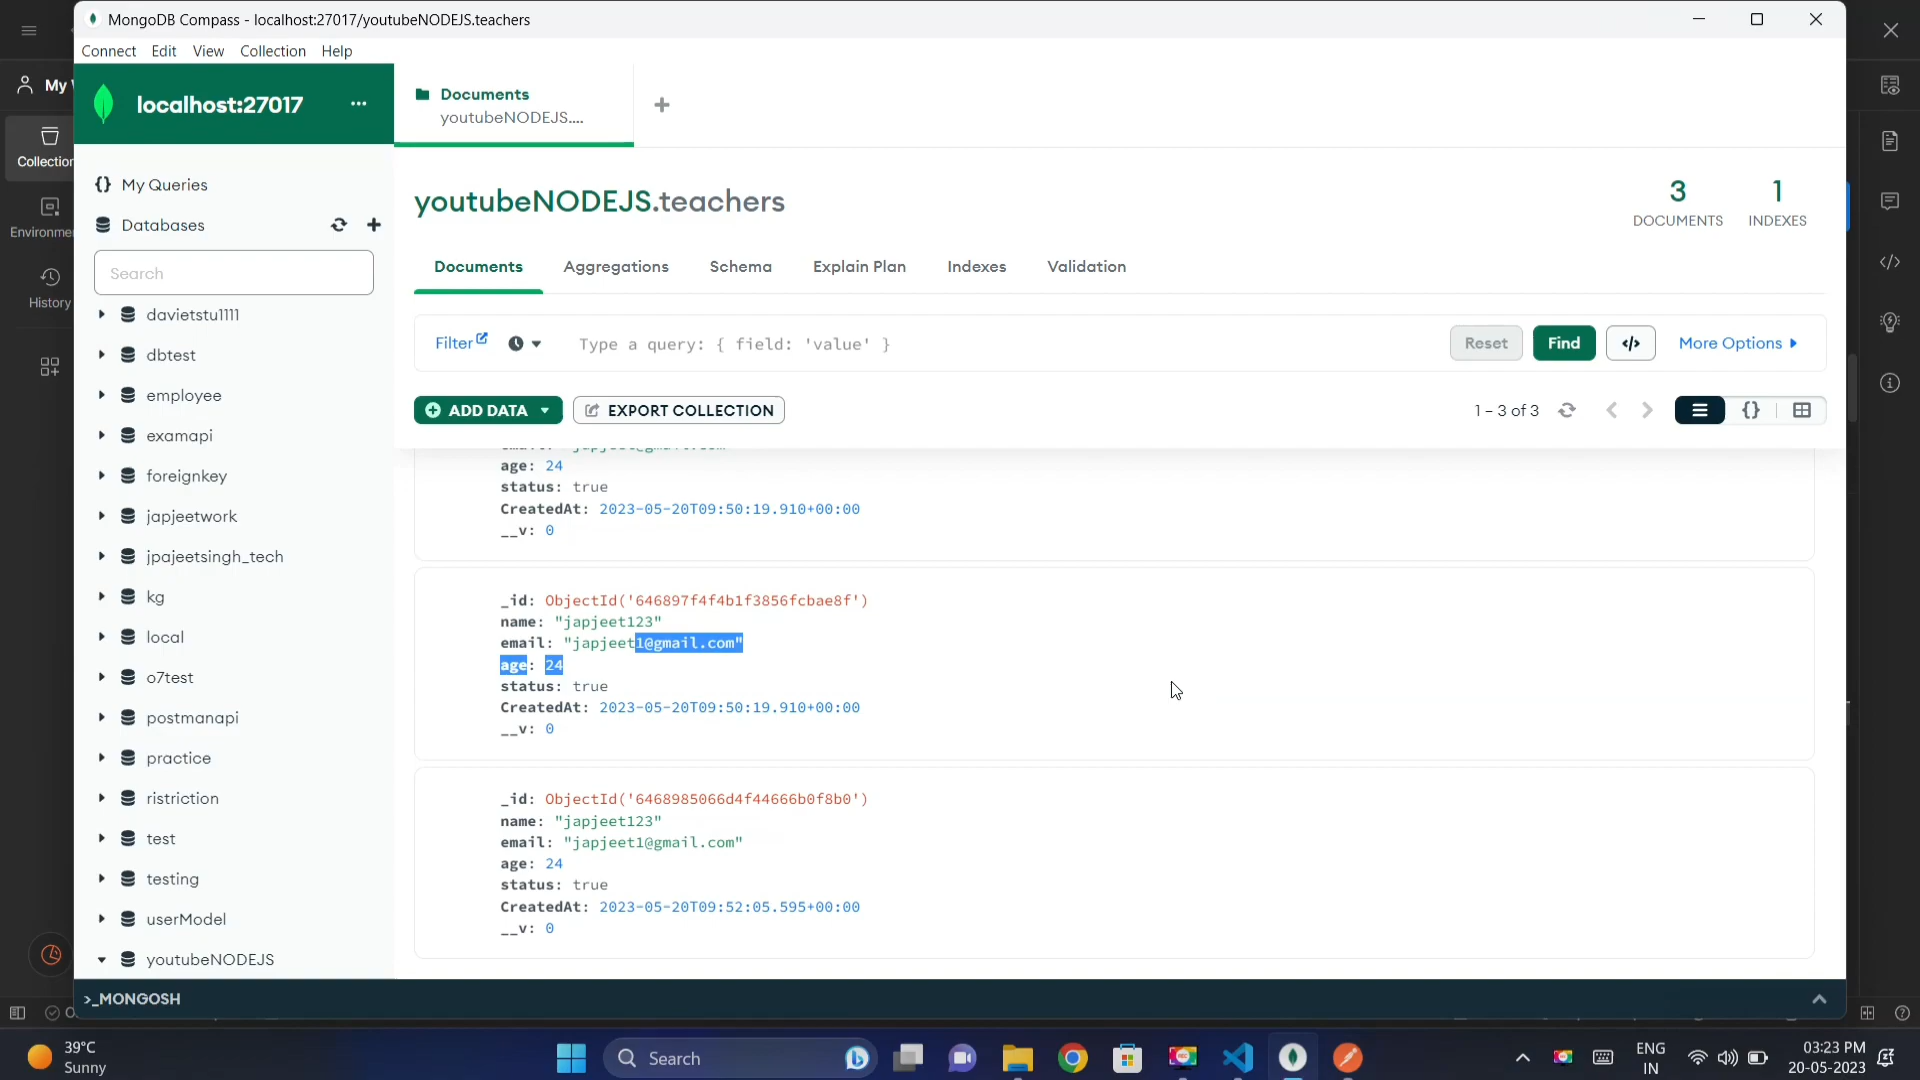 MongoDB Compass - localhost:27017/youtubeNODEJS.teachers
Connect Edit View Collection Help
My
localhost:27017 ...
Documents
youtubeNODEJS....
Collection
Environme
History
My Queries
Databases
Search
davietstu1111
dbtest
employee
examapi
foreignkey
japjeetwork
jpajeetsingh_tech
kg
local
o7test
postmanapi
practice
ristriction
test
testing
userModel
youtubeNODEJS
youtubeNODEJS.teachers
3
DOCUMENTS
1
INDEXES
Documents Aggregations Schema Explain Plan Indexes Validation
Filter
Type a query: { field: 'value' }
Reset
Find
</>
More Options
ADD DATA
EXPORT COLLECTION
1 – 3 of 3
{}
age: 24
status: true
CreatedAt: 2023-05-20T09:50:19.910+00:00
__v: 0
_id: ObjectId('646897f4f4b1f3856fcbae8f')
name: "japjeet123"
email: "japjeet1@gmail.com"
age: 24
status: true
CreatedAt: 2023-05-20T09:50:19.910+00:00
__v: 0
_id: ObjectId('6468985066d4f44666b0f8b0')
name: "japjeet123"
email: "japjeet1@gmail.com"
age: 24
status: true
CreatedAt: 2023-05-20T09:52:05.595+00:00
__v: 0
>_MONGOSH
39°C
Sunny
Search
ENG
IN
03:23 PM
20-05-2023